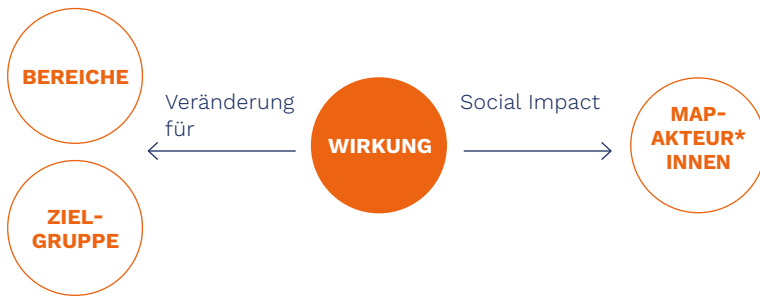 BEREICHE
Veränderung
für
WIRKUNG
Social Impact
MAP-
AKTEUR*
INNEN
ZIEL-
GRUPPE